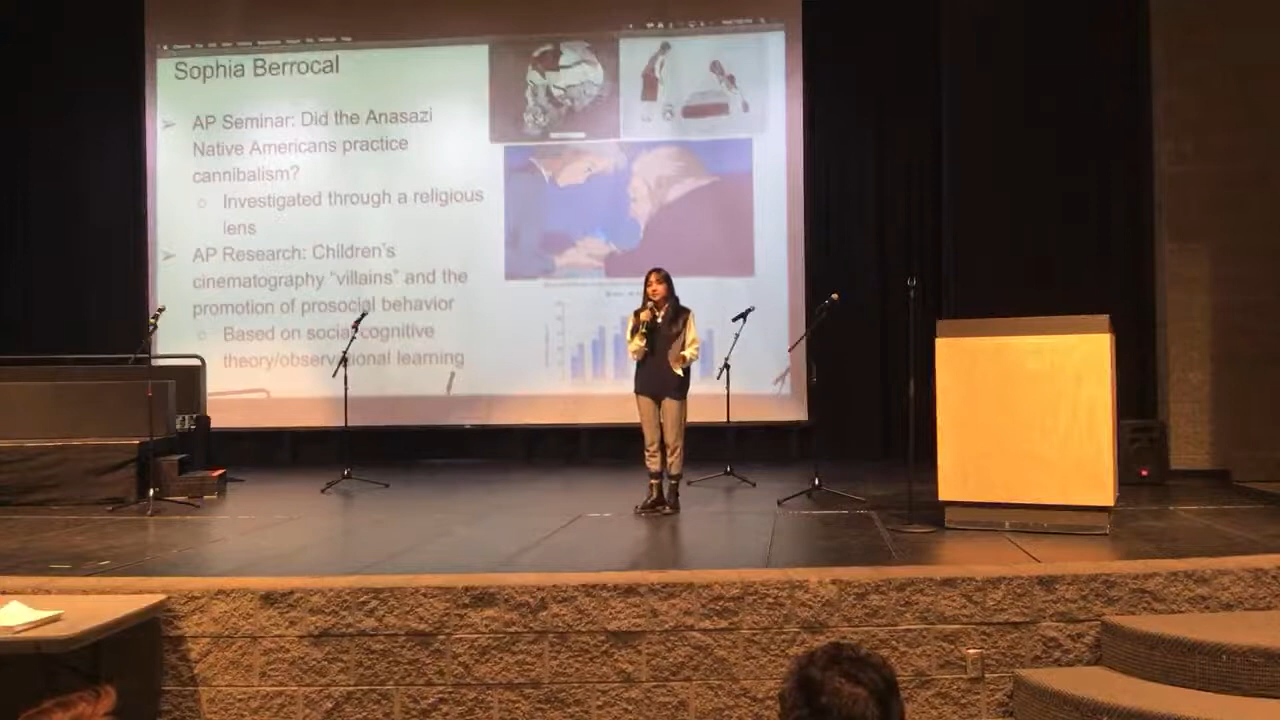 Sophia Berrocal
➢ AP Seminar: Did the Anasazi
Native Americans practice
cannibalism?
○ Investigated through a religious
lens
➢ AP Research: Children's
cinematography "villains" and the
promotion of prosocial behavior
○ Based on social cognitive
theory/observational learning